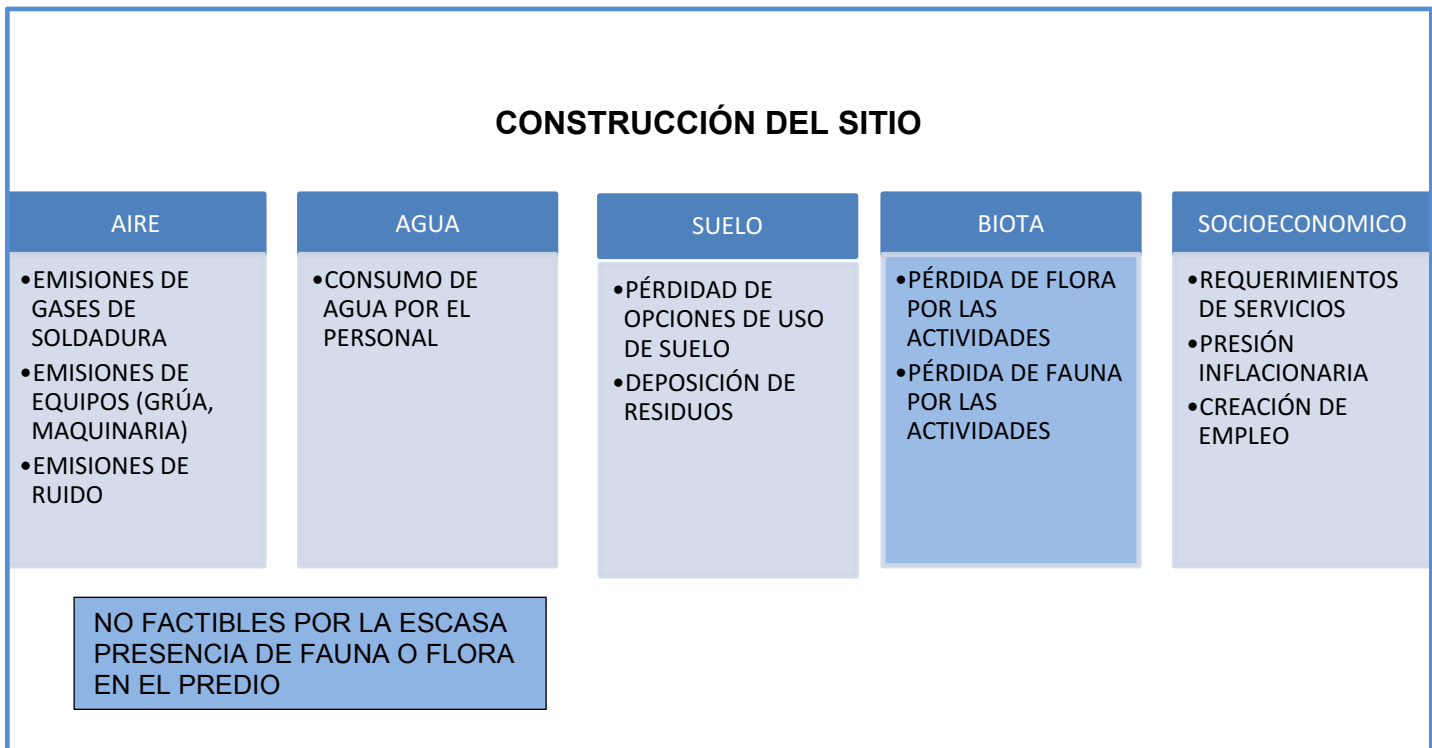 CONSTRUCCIÓN DEL SITIO
AIRE
•EMISIONES DE
GASES DE
SOLDADURA
•EMISIONES DE
EQUIPOS (GRÚA,
MAQUINARIA)
•EMISIONES DE
RUIDO
AGUA
•CONSUMO DE
AGUA POR EL
PERSONAL
SUELO
•PÉRDIDAD DE
OPCIONES DE USO
DE SUELO
•DEPOSICIÓN DE
RESIDUOS
BIOTA
•PÉRDIDA DE FLORA
POR LAS
ACTIVIDADES
•PÉRDIDA DE FAUNA
POR LAS
ACTIVIDADES
SOCIOECONOMICO
•REQUERIMIENTOS
DE SERVICIOS
•PRESIÓN
INFLACIONARIA
•CREACIÓN DE
EMPLEO
NO FACTIBLES POR LA ESCASA
PRESENCIA DE FAUNA O FLORA
EN EL PREDIO